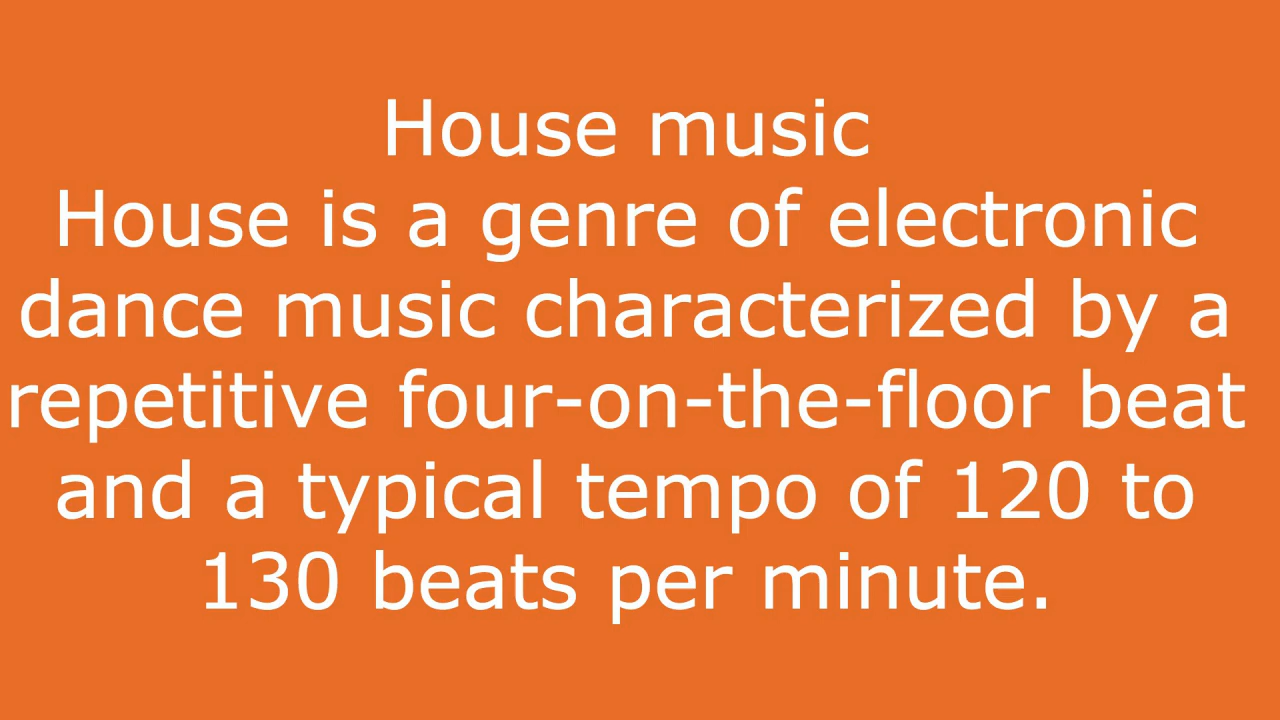 House music
House is a genre of electronic
dance music characterized by a
repetitive four-on-the-floor beat
and a typical tempo of 120 to
130 beats per minute.